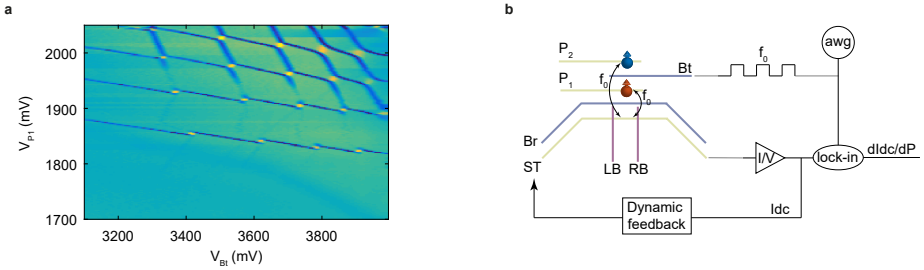 a
2000
1900
1800
1700
V_P1 (mV)
3200
3400
3600
3800
V_Bt (mV)
b
P_2
P_1
f_0
f_0
Bt
f_0
awg
Br
ST
LB
RB
I/V
lock-in
dIdc/dP
Idc
Dynamic
feedback